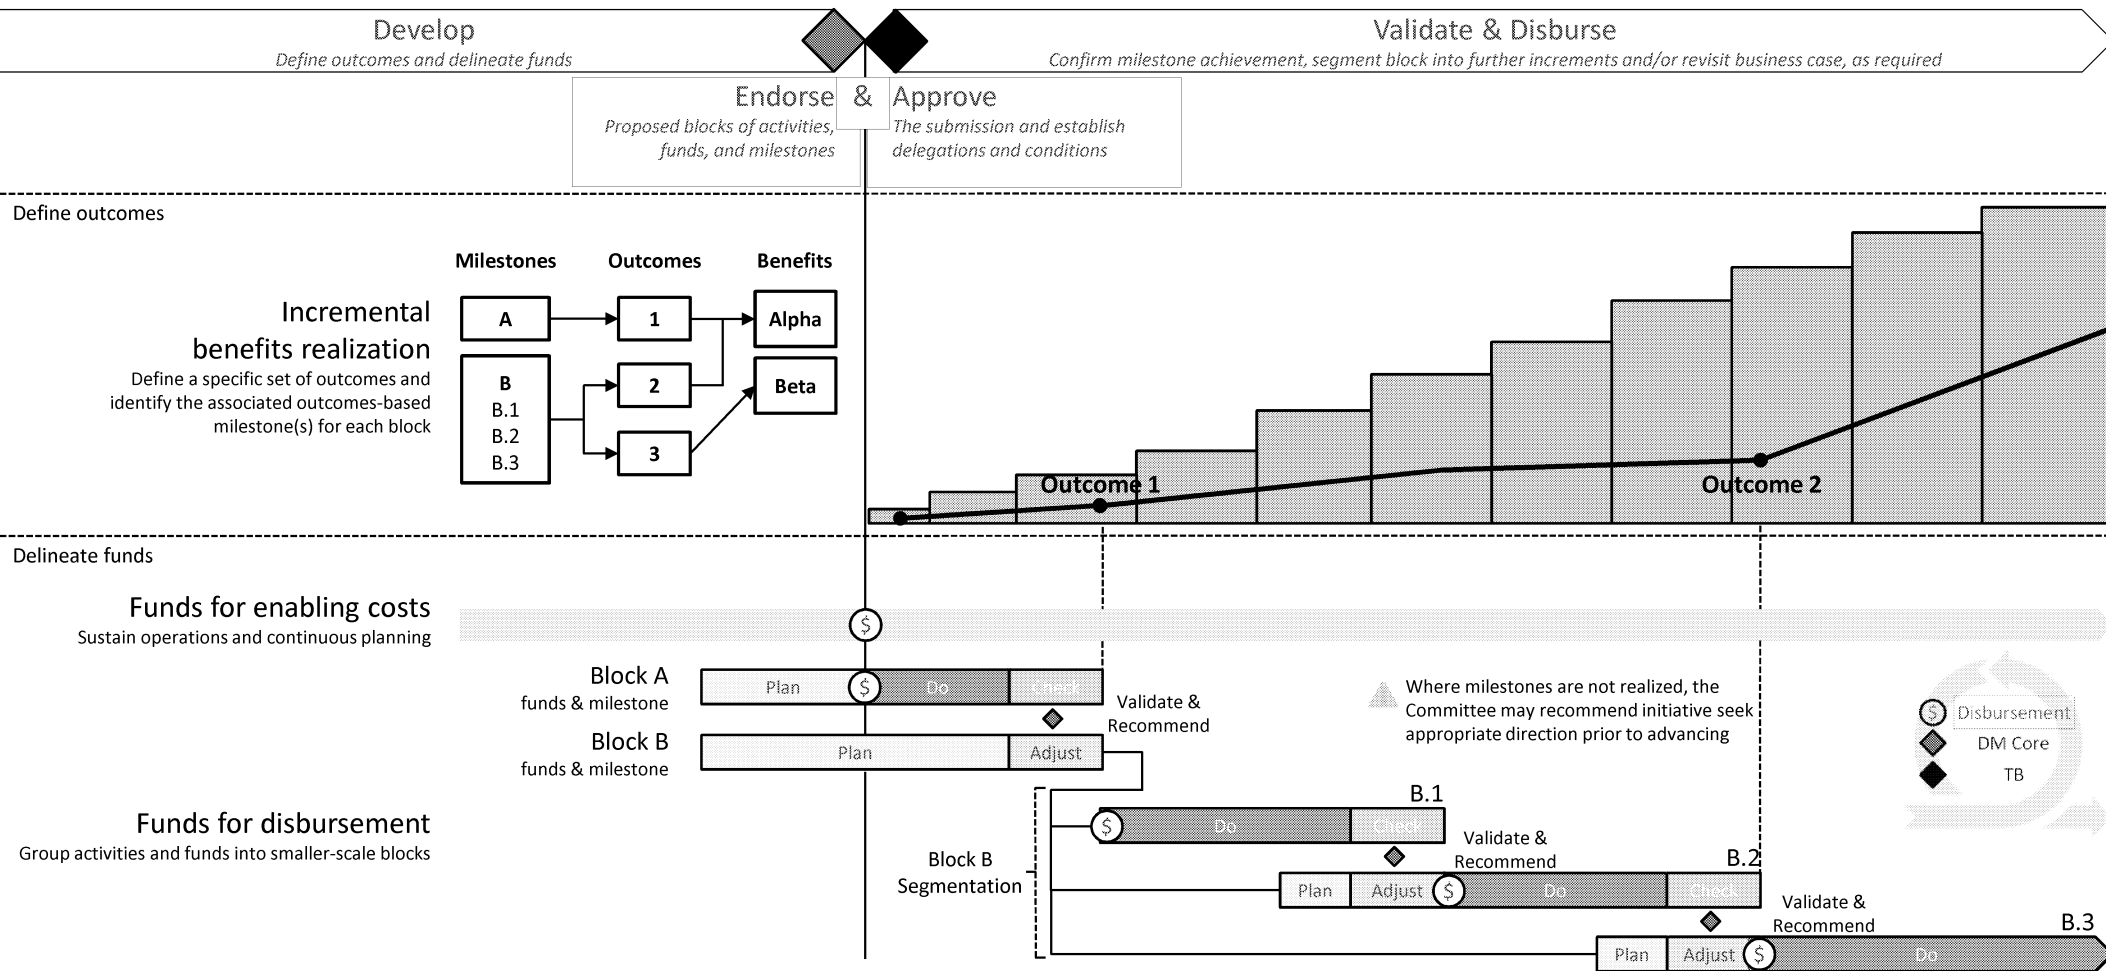 Develop
Define outcomes and delineate funds
Validate & Disburse
Confirm milestone achievement, segment block into further increments and/or revisit business case, as required
Endorse & Approve
Proposed blocks of activities,
funds, and milestones
The submission and establish
delegations and conditions
Define outcomes
Milestones
Outcomes
Benefits
Incremental
benefits realization
Define a specific set of outcomes and
identify the associated outcomes-based
milestone(s) for each block
A
1
Alpha
B
B.1
B.2
B.3
2
Beta
3
Outcome 1
Outcome 2
Delineate funds
Funds for enabling costs
Sustain operations and continuous planning
$
Block A
funds & milestone
Plan
$
Do
Check
Validate &
Recommend
Block B
funds & milestone
Plan
Adjust
Where milestones are not realized, the
Committee may recommend initiative seek
appropriate direction prior to advancing
$ Disbursement
DM Core
TB
Funds for disbursement
Group activities and funds into smaller-scale blocks
Block B
Segmentation
B.1
$
Do
Check
Validate &
Recommend
B.2
Plan
Adjust
$
Do
Check
Validate &
Recommend
B.3
Plan
Adjust
$
Do